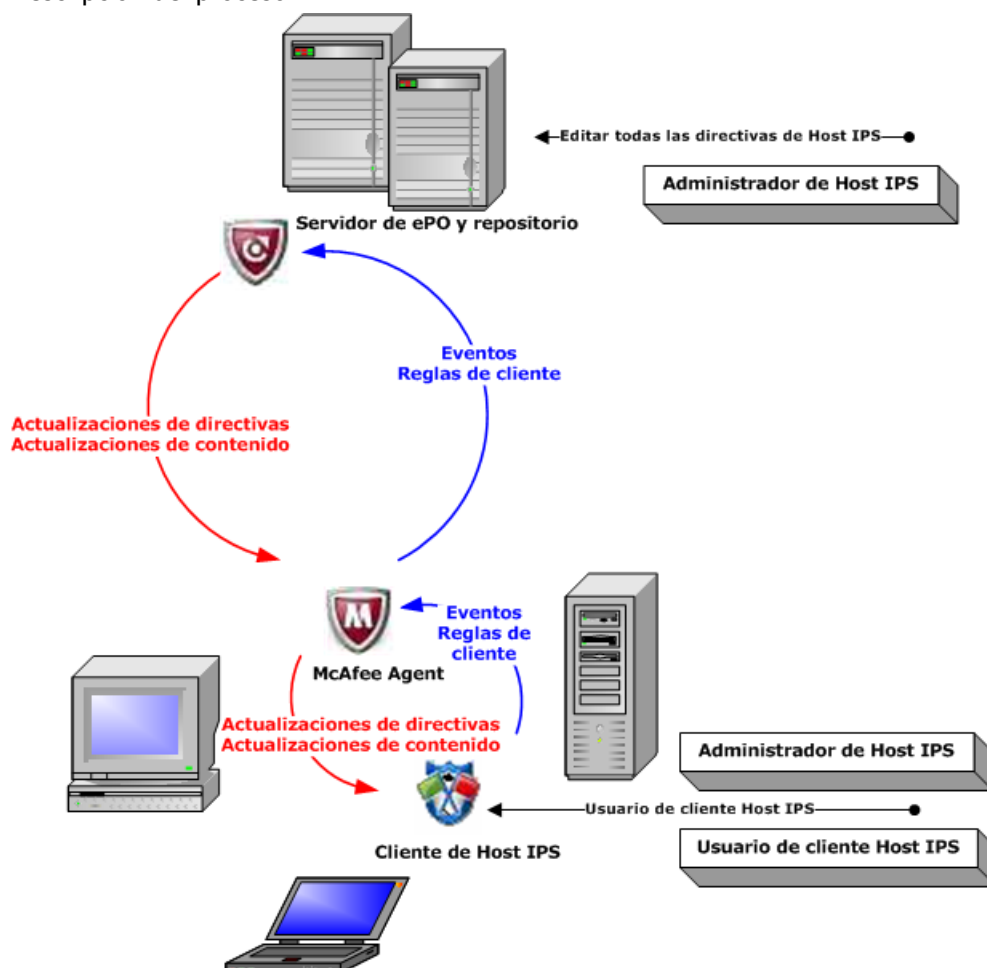 Editar todas las directivas de Host IPS
Administrador de Host IPS
Servidor de ePO y repositorio
Eventos
Reglas de cliente
Actualizaciones de directivas
Actualizaciones de contenido
Eventos
Reglas de
cliente
McAfee Agent
Actualizaciones de directivas
Actualizaciones de contenido
Administrador de Host IPS
Usuario de cliente Host IPS
Usuario de cliente Host IPS
Cliente de Host IPS